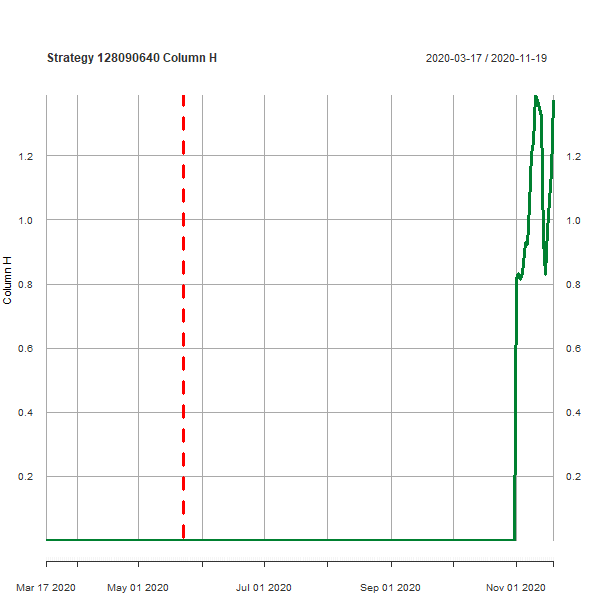 Strategy 128090640 Column H
2020-03-17 / 2020-11-19
Column H
1.2
1.0
0.8
0.6
0.4
0.2
1.2
1.0
0.8
0.6
0.4
0.2
Mar 17 2020
May 01 2020
Jul 01 2020
Sep 01 2020
Nov 01 2020